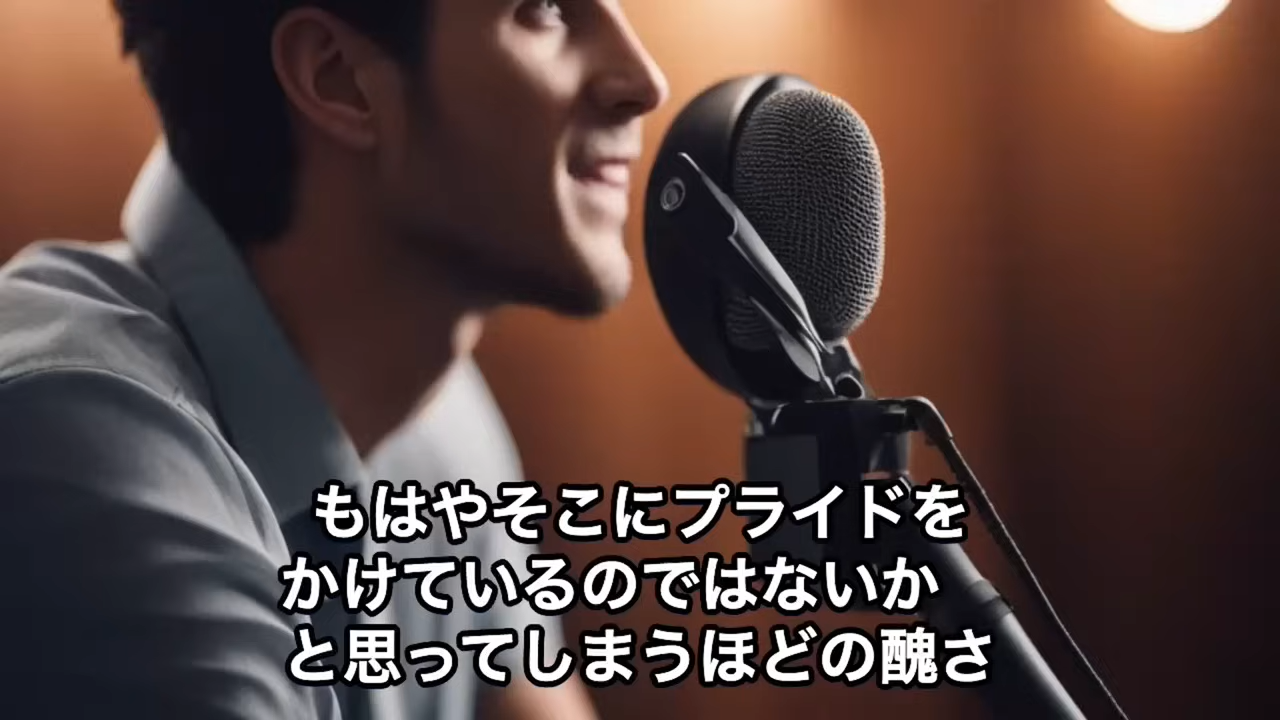 もはやそこにプライドを
かけているのではないか
と思ってしまうほどの醜さ